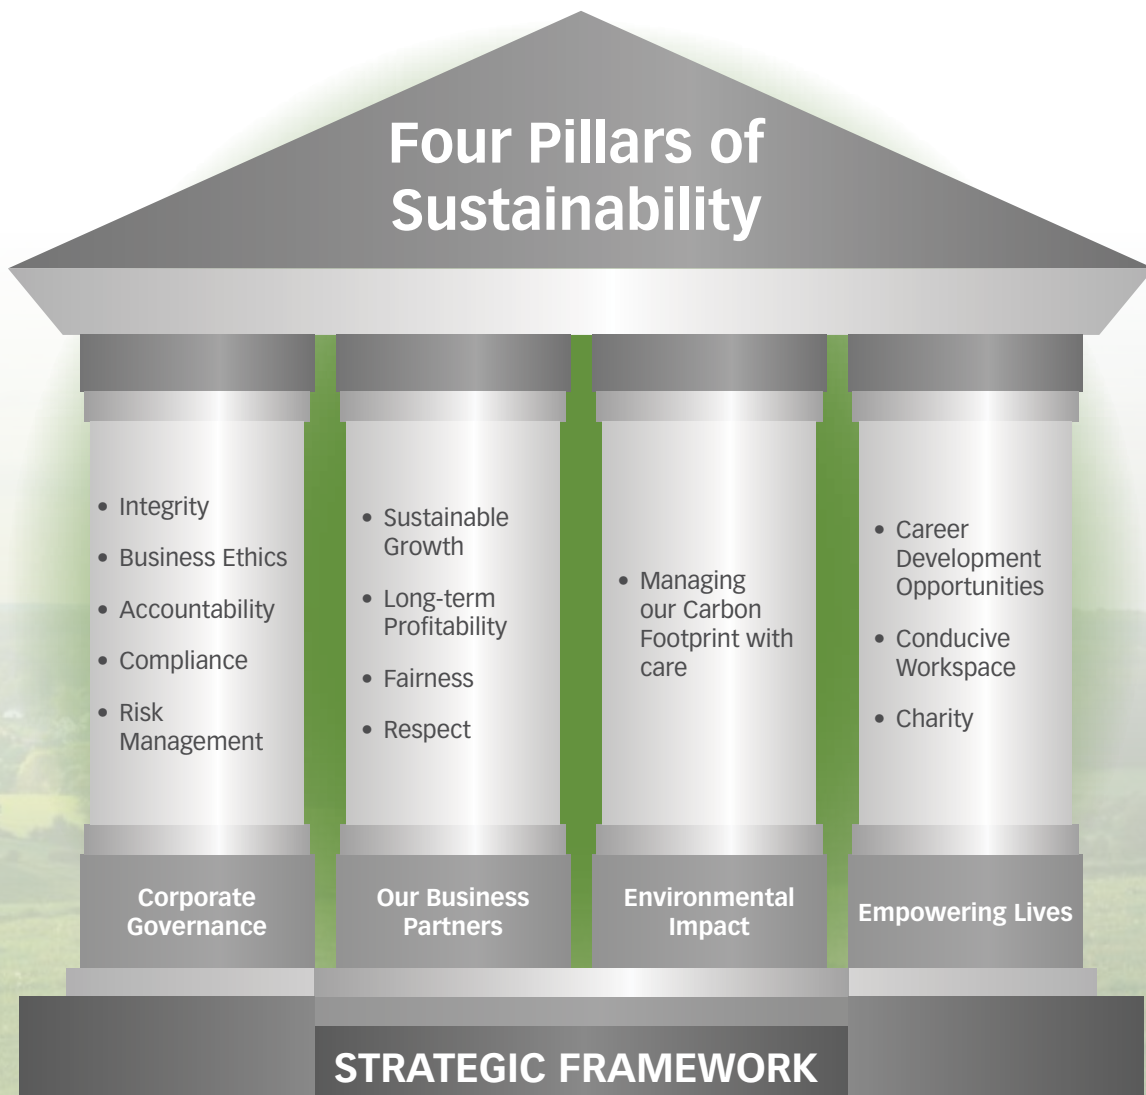 Four Pillars of
Sustainability
• Integrity
• Business Ethics
• Accountability
• Compliance
• Risk
Management
• Sustainable
Growth
• Long-term
Profitability
• Fairness
• Respect
• Managing
our Carbon
Footprint with
care
• Career
Development
Opportunities
• Conducive
Workspace
• Charity
Corporate
Governance
Our Business
Partners
Environmental
Impact
Empowering Lives
STRATEGIC FRAMEWORK